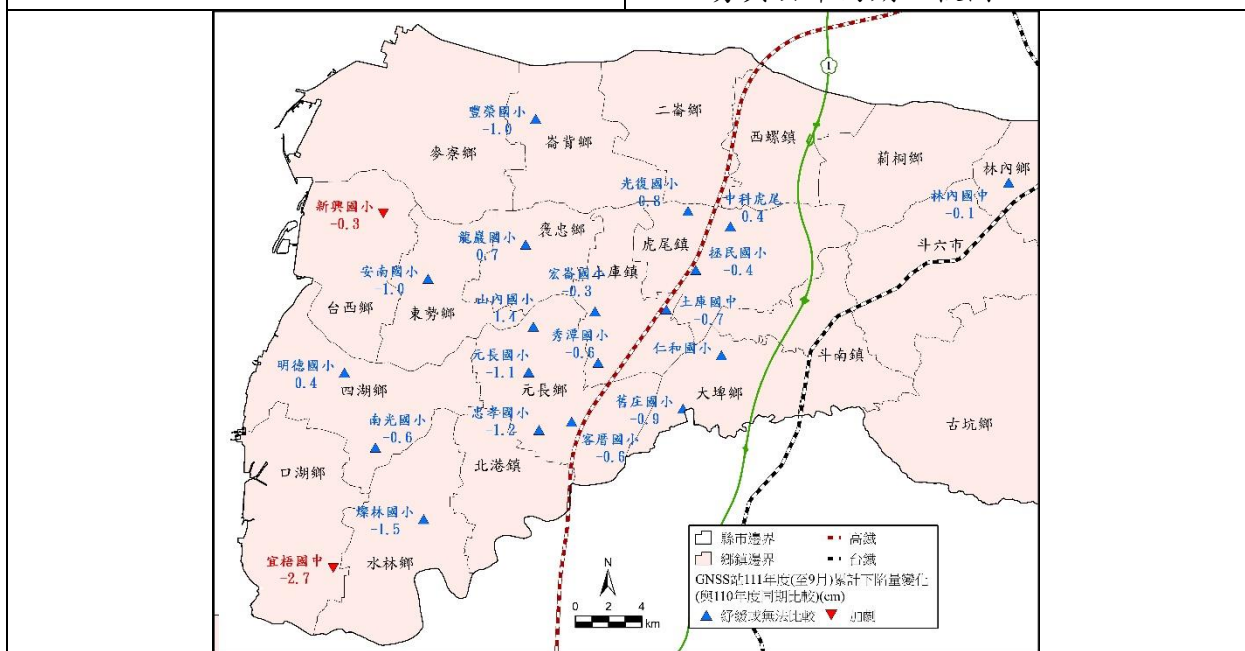 二崙鄉
豐榮國小
-1.0
崙背鄉
麥寮鄉
西螺鎮
莿桐鄉
林內鄉
林內國中
-0.1
光復國小
0.8
中科虎尾
0.4
新興國小
-0.3
龍巖國小
0.7
褒忠鄉
虎尾鎮
拯民國小
-0.4
斗六市
安南國小
-1.0
宏崙國小
-0.3
土庫鎮
台西鄉
東勢鄉
山內國小
1.4
土庫國中
-0.7
秀潭國小
-0.6
仁和國小
斗南鎮
明德國小
0.4
四湖鄉
元長國小
-1.1
元長鄉
大埤鄉
舊庄國小
-0.9
古坑鄉
南光國小
-0.6
忠孝國小
-1.2
客厝國小
-0.6
口湖鄉
北港鎮
燦林國小
-1.5
宜梧國中
-2.7
水林鄉
1
N
0 2 4
km
縣市邊界 高鐵
鄉鎮邊界 台鐵
GNSS站111年度(至9月)累計下陷量變化
(與110年度同期比較)(cm)
紓緩或無法比較 加劇